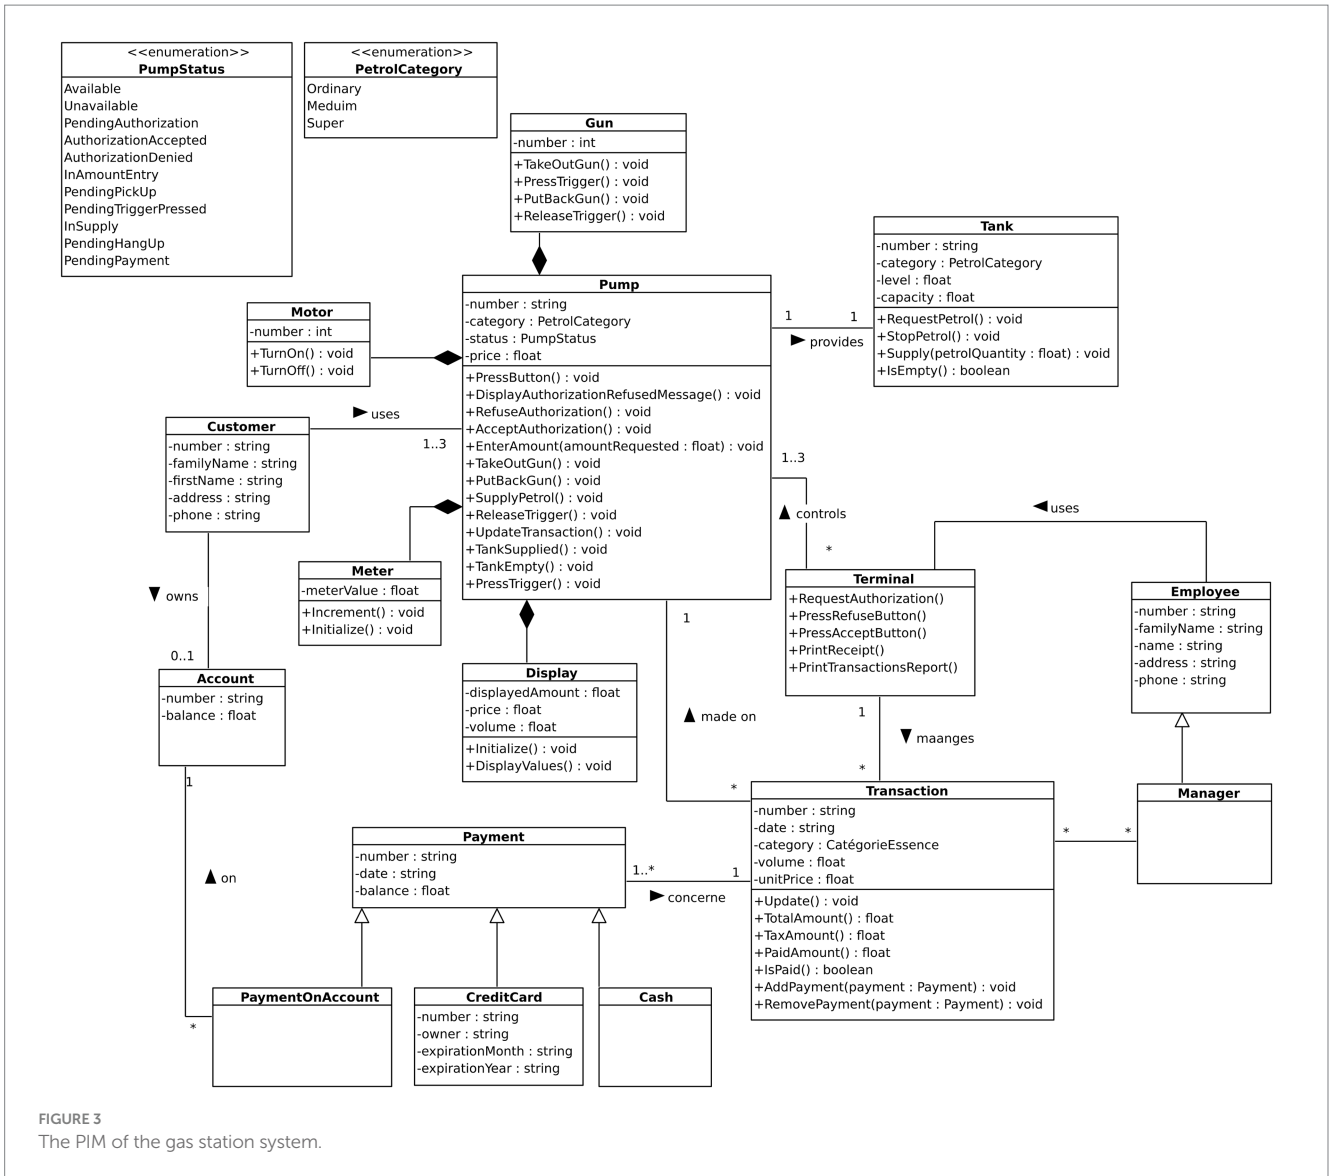 <<enumeration>>
PumpStatus
Available
Unavailable
PendingAuthorization
AuthorizationAccepted
AuthorizationDenied
InAmountEntry
PendingPickUp
PendingTriggerPressed
InSupply
PendingHangUp
PendingPayment
<<enumeration>>
PetrolCategory
Ordinary
Meduim
Super
Gun
-number : int
+TakeOutGun() : void
+PressTrigger() : void
+PutBackGun() : void
+ReleaseTrigger() : void
Tank
-number : string
-category : PetrolCategory
-level : float
-capacity : float
+RequestPetrol() : void
+StopPetrol() : void
+Supply(petrolQuantity : float) : void
+IsEmpty() : boolean
Motor
-number : int
+TurnOn() : void
+TurnOff() : void
Pump
-number : string
-category : PetrolCategory
-status : PumpStatus
-price : float
+PressButton() : void
+DisplayAuthorizationRefusedMessage() : void
+RefuseAuthorization() : void
+AcceptAuthorization() : void
+EnterAmount(amountRequested : float) : void
+TakeOutGun() : void
+PutBackGun() : void
+SupplyPetrol() : void
+ReleaseTrigger() : void
+UpdateTransaction() : void
+TankSupplied() : void
+TankEmpty() : void
+PressTrigger() : void
1
1
provides
uses
1..3
Customer
-number : string
-familyName : string
-firstName : string
-address : string
-phone : string
1..3
controls
*
uses
Meter
-meterValue : float
+Increment() : void
+Initialize() : void
Terminal
+RequestAuthorization()
+PressRefuseButton()
+PressAcceptButton()
+PrintReceipt()
+PrintTransactionsReport()
Employee
-number : string
-familyName : string
-name : string
-address : string
-phone : string
owns
0..1
Account
-number : string
-balance : float
Display
-displayedAmount : float
-price : float
-volume : float
+Initialize() : void
+DisplayValues() : void
1
made on
*
1
maanges
*
1
on
*
Transaction
-number : string
-date : string
-category : CatégorieEssence
-volume : float
-unitPrice : float
+Update() : void
+TotalAmount() : float
+TaxAmount() : float
+PaidAmount() : float
+IsPaid() : boolean
+AddPayment(payment : Payment) : void
+RemovePayment(payment : Payment) : void
*
*
Manager
Payment
-number : string
-date : string
-balance : float
1..*
1
concerne
PaymentOnAccount
CreditCard
-number : string
-owner : string
-expirationMonth : string
-expirationYear : string
Cash
FIGURE 3
The PIM of the gas station system.